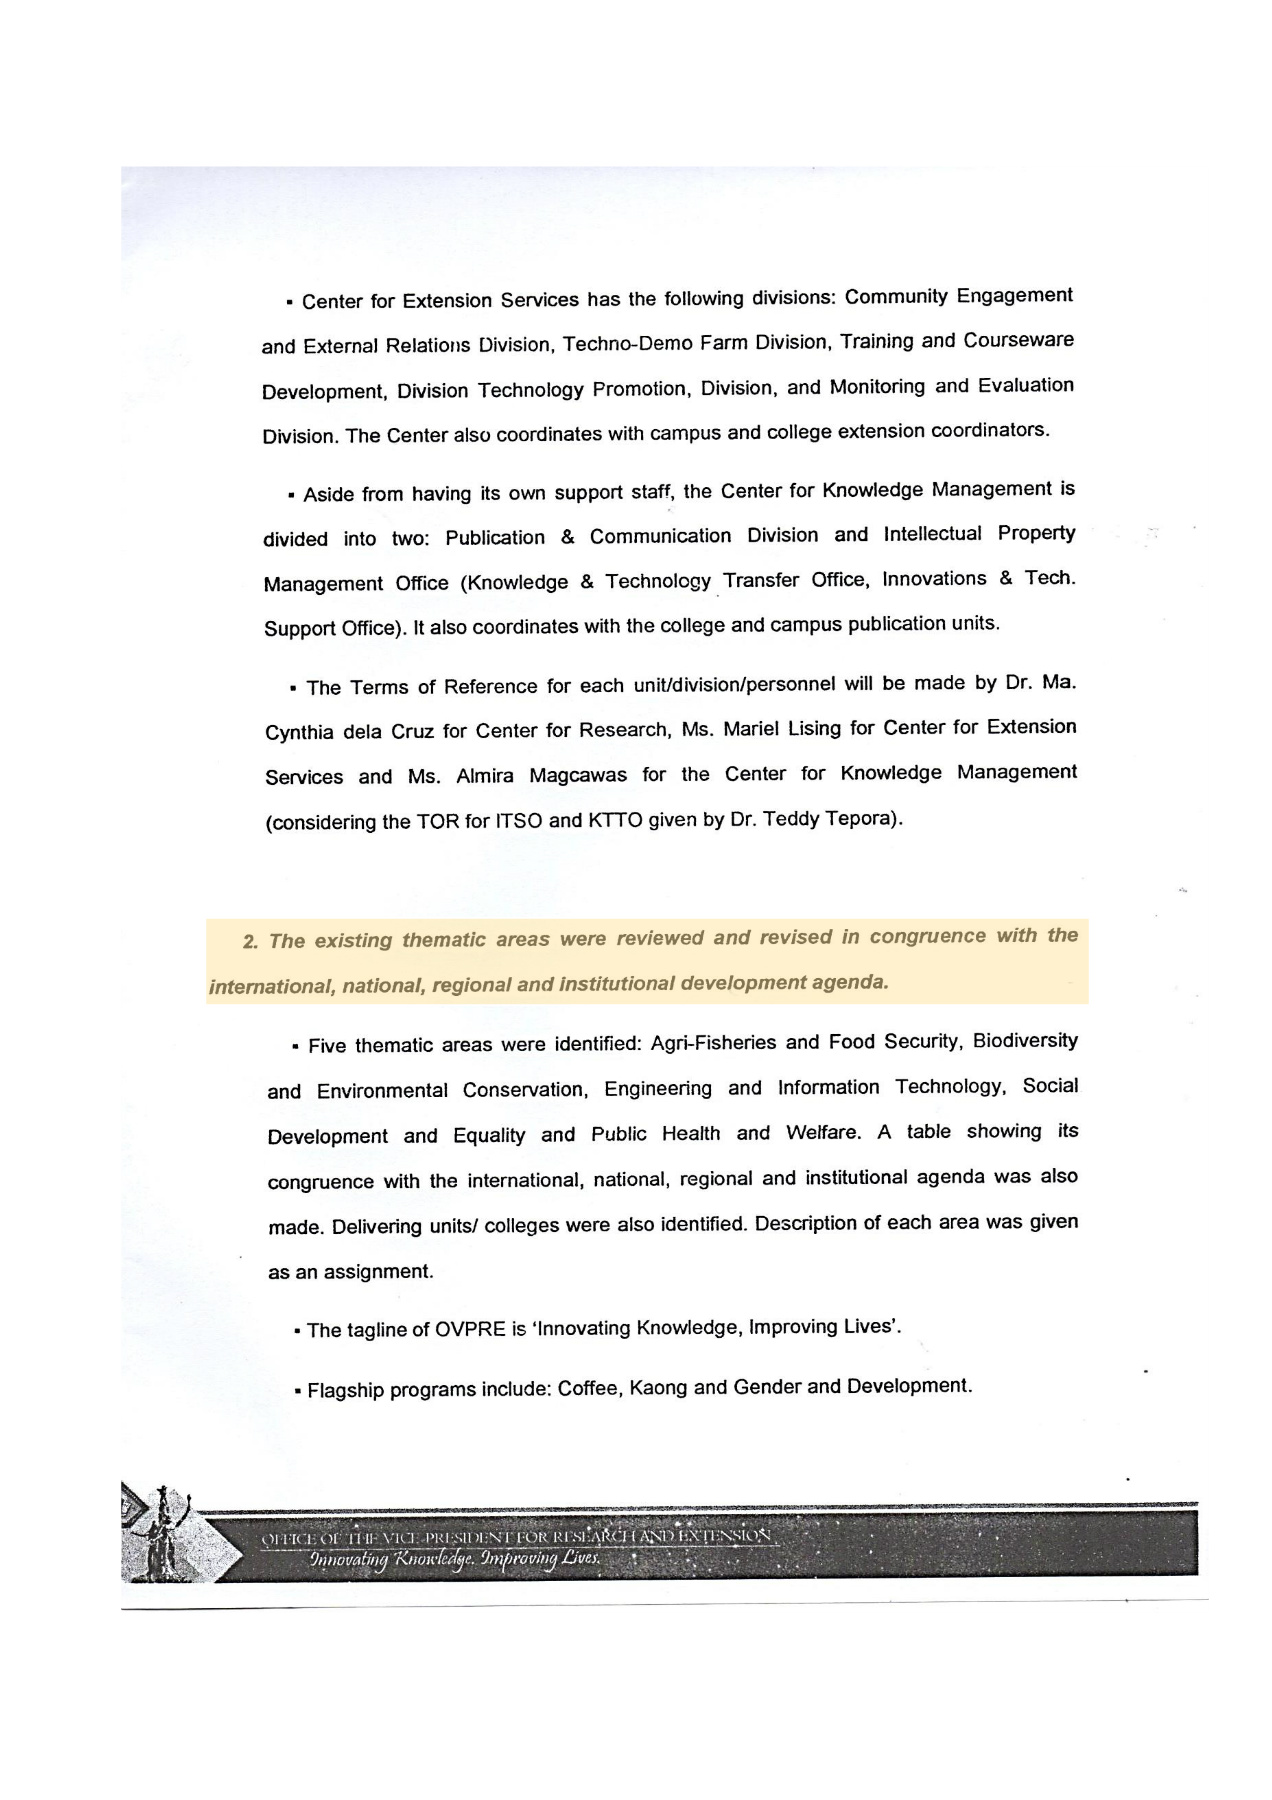 ▪ Center for Extension Services has the following divisions: Community Engagement
and External Relations Division, Techno-Demo Farm Division, Training and Courseware
Development, Division Technology Promotion, Division, and Monitoring and Evaluation
Division. The Center also coordinates with campus and college extension coordinators.
▪ Aside from having its own support staff, the Center for Knowledge Management is
divided into two: Publication & Communication Division and Intellectual Property
Management Office (Knowledge & Technology Transfer Office, Innovations & Tech.
Support Office). It also coordinates with the college and campus publication units.
▪ The Terms of Reference for each unit/division/personnel will be made by Dr. Ma.
Cynthia dela Cruz for Center for Research, Ms. Mariel Lising for Center for Extension
Services and Ms. Almira Magcawas for the Center for Knowledge Management
(considering the TOR for ITSO and KTTO given by Dr. Teddy Tepora).
2. The existing thematic areas were reviewed and revised in congruence with the
international, national, regional and institutional development agenda.
▪ Five thematic areas were identified: Agri-Fisheries and Food Security, Biodiversity
and Environmental Conservation, Engineering and Information Technology, Social
Development and Equality and Public Health and Welfare. A table showing its
congruence with the international, national, regional and institutional agenda was also
made. Delivering units/ colleges were also identified. Description of each area was given
as an assignment.
▪ The tagline of OVPRE is ‘Innovating Knowledge, Improving Lives’.
▪ Flagship programs include: Coffee, Kaong and Gender and Development.
OFFICE OF THE VICE-PRESIDENT FOR RESEARCH AND EXTENSION
Innovating Knowledge. Improving Lives.